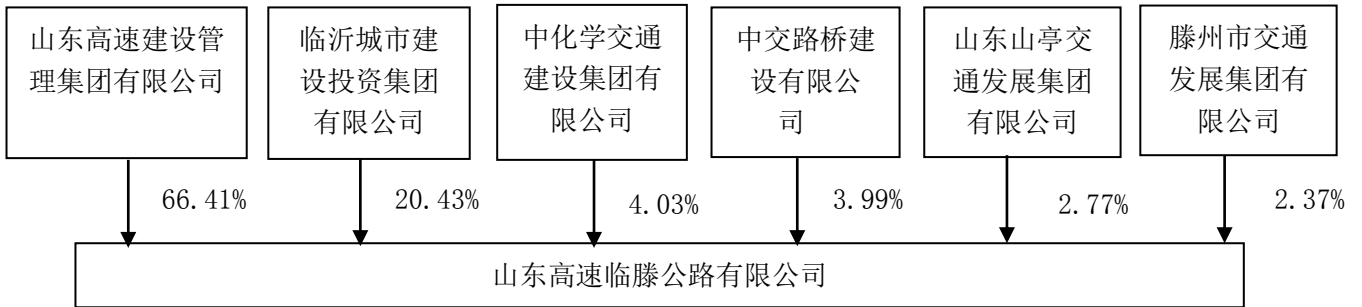 山东高速建设管
理集团有限公司
临沂城市建
设投资集团
有限公司
中化学交通
建设集团有
限公司
中交路桥建
设有限公
司
山东山亭交
通发展集团
有限公司
滕州市交通
发展集团有
限公司
66.41%
20.43%
4.03%
3.99%
2.77%
2.37%
山东高速临滕公路有限公司